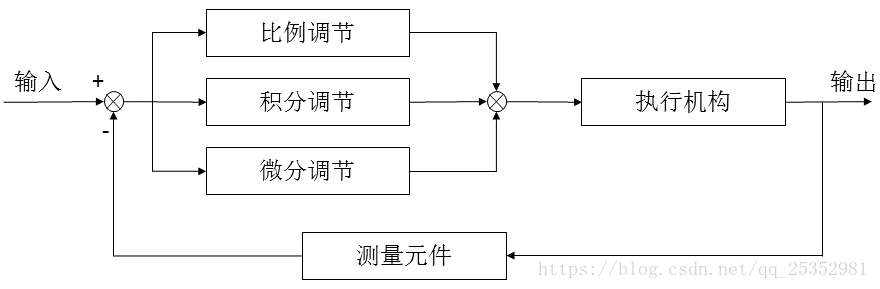 比例调节
输入
+
积分调节
执行机构
输出
-
微分调节
测量元件
https://blog.csdn.net/qq_25352981